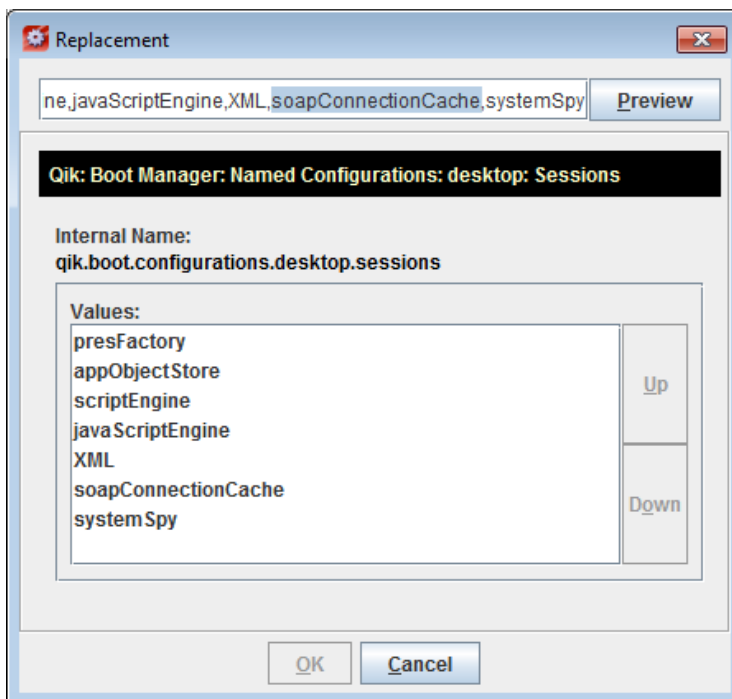 Replacement
ne,javaScriptEngine,XML,soapConnectionCache,systemSpy Preview
Qik: Boot Manager: Named Configurations: desktop: Sessions
Internal Name:
qik.boot.configurations.desktop.sessions
Values:
presFactory
appObjectStore
scriptEngine
javaScriptEngine
XML
soapConnectionCache
systemSpy
Up
Down
OK Cancel